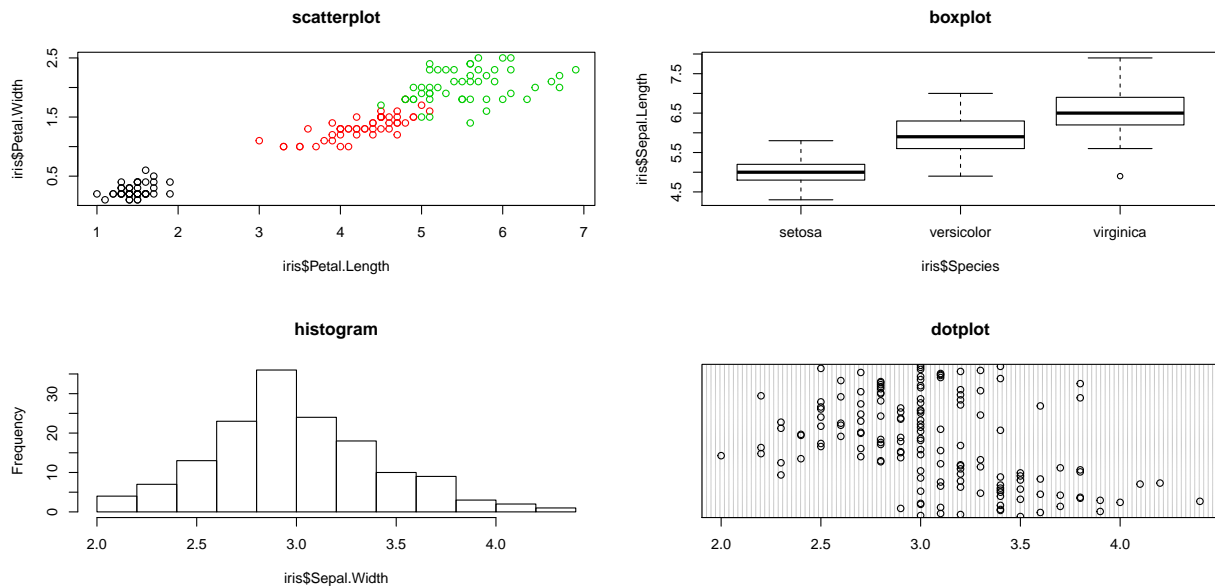 scatterplot
iris$Petal.Width
0.5 1.5 2.5
1 2 3 4 5 6 7
iris$Petal.Length
boxplot
iris$Sepal.Length
4.5 5.5 6.5 7.5
setosa versicolor virginica
iris$Species
histogram
Frequency
0 10 20 30
2.0 2.5 3.0 3.5 4.0
iris$Sepal.Width
dotplot
2.0 2.5 3.0 3.5 4.0